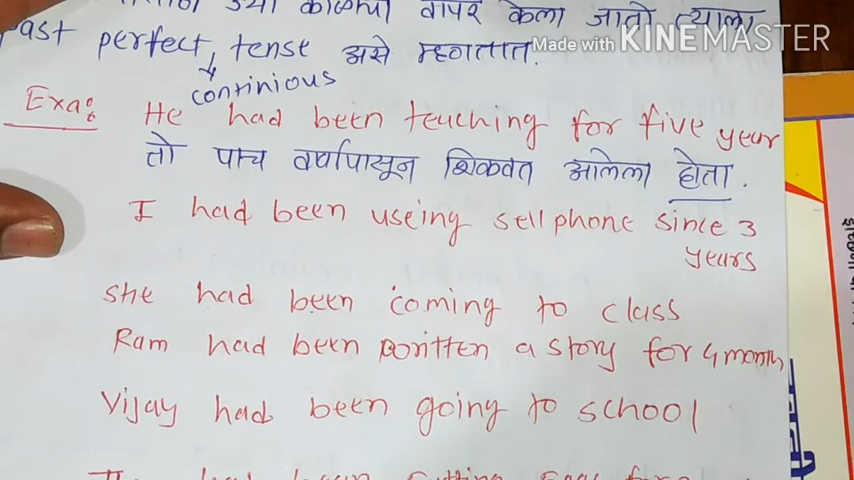 ज्या काळाचा वापर केला जातो त्याला
past perfect, tense असे म्हणतात.
Made with KINEMASTER
continious
Exa:
He had been teaching for five year
तो पाच वर्षापासून शिकवत आलेला होता.
I had been useing sellphone since 3
years
she had been coming to class
Ram had been written a story for 4 month
Vijay had been going to school